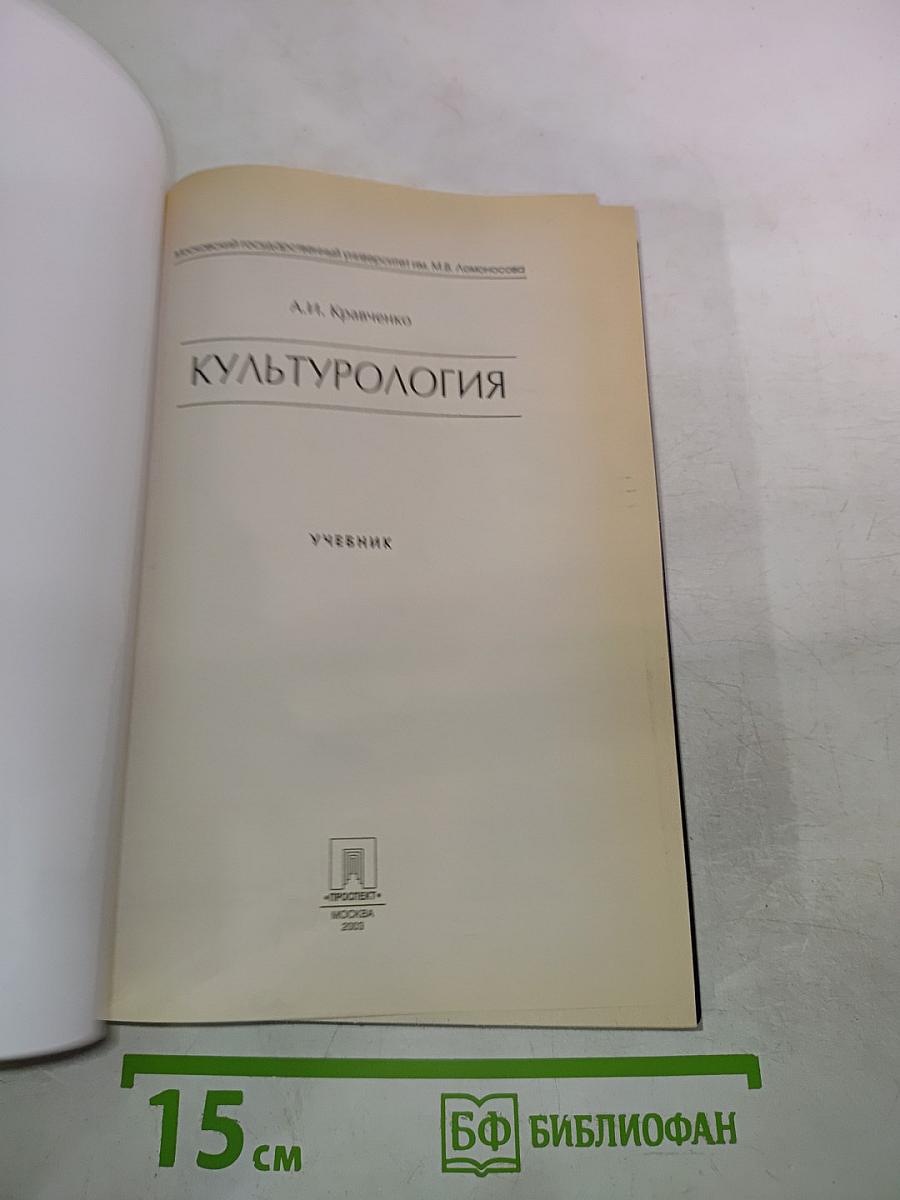 Московский государственный университет им. М.В. Ломоносова
А.И. Кравченко
КУЛЬТУРОЛОГИЯ
УЧЕБНИК
«ПРОСПЕКТ»
МОСКВА
2003
15 см
БФ БИБЛИОФАН